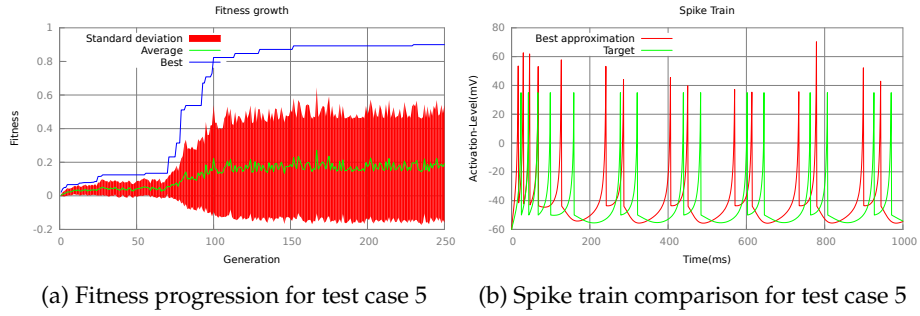 Fitness growth
Standard deviation
Average
Best
1
0.8
0.6
0.4
0.2
0
-0.2
Fitness
0
50
100
150
200
250
Generation
(a) Fitness progression for test case 5
Spike Train
Best approximation
Target
80
60
40
20
0
-20
-40
-60
Activation-Level(mV)
0
200
400
600
800
1000
Time(ms)
(b) Spike train comparison for test case 5